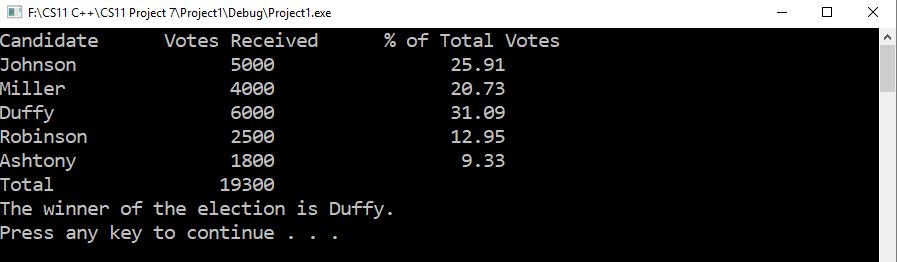 F:\CS11 C++\CS11 Project 7\Project1\Debug\Project1.exe
Candidate      Votes Received      % of Total Votes
Johnson              5000                25.91
Miller               4000                20.73
Duffy                6000                31.09
Robinson             2500                12.95
Ashtony              1800                 9.33
Total               19300
The winner of the election is Duffy.
Press any key to continue . . .